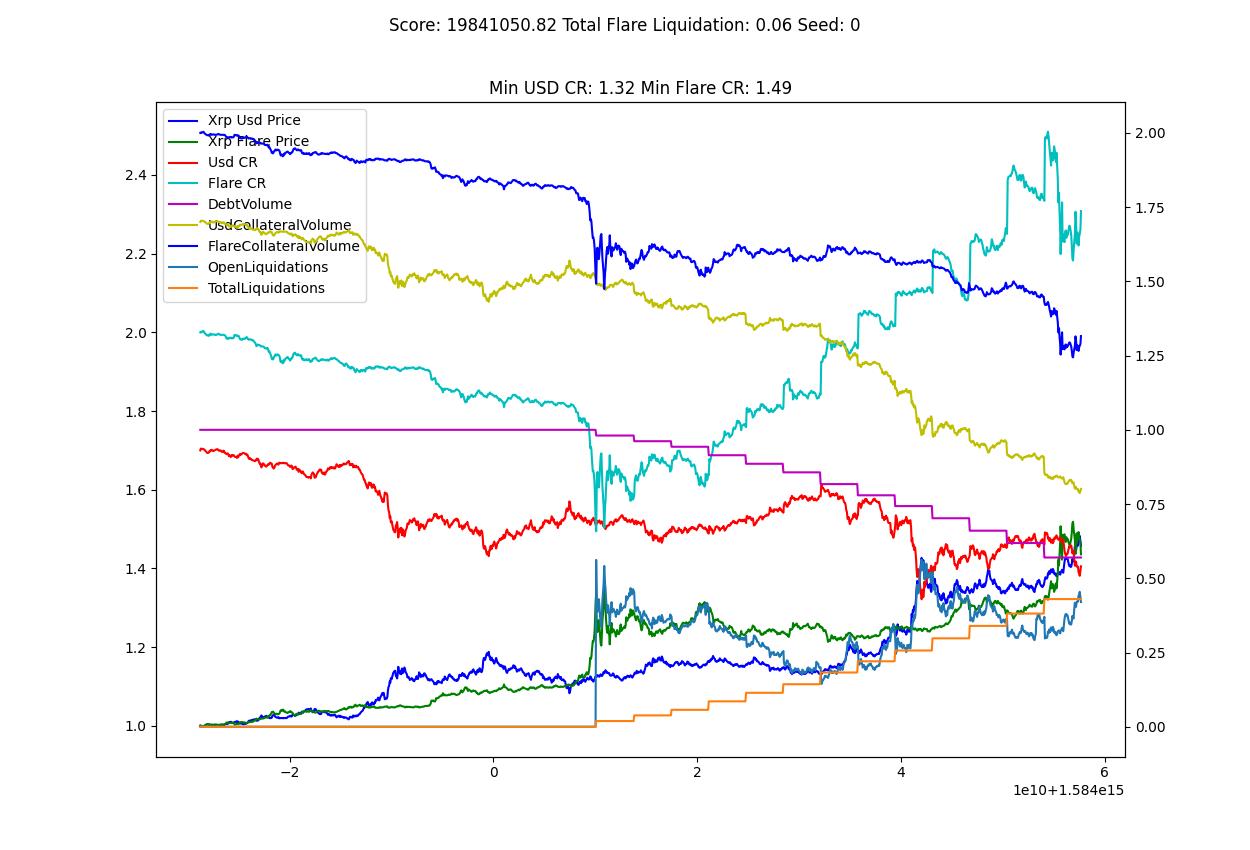 Score: 19841050.82 Total Flare Liquidation: 0.06 Seed: 0
Min USD CR: 1.32 Min Flare CR: 1.49
Xrp Usd Price
Xrp Flare Price
Usd CR
Flare CR
DebtVolume
UsdCollateralVolume
FlareCollateralVolume
OpenLiquidations
TotalLiquidations
2.4
2.2
2.0
1.8
1.6
1.4
1.2
1.0
2.00
1.75
1.50
1.25
1.00
0.75
0.50
0.25
0.00
−2 0 2 4 6
1e10+1.584e15